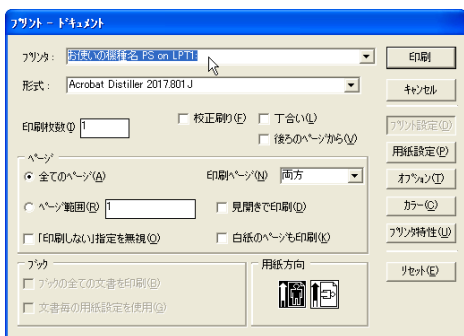 ﾌﾟﾘﾝﾄ - ﾄﾞｷｭﾒﾝﾄ
ﾌﾟﾘﾝﾀ: お使いの機種名 PS on LPT1: 印刷
形式: Acrobat Distiller 2017.801 J ｷｬﾝｾﾙ
印刷枚数(I) 1 校正刷り(F) 丁合い(L) ﾌﾟﾘﾝﾄ設定(D)
後ろのﾍﾟｰｼﾞから(V)
用紙設定(P)
ﾍﾟｰｼﾞ
全てのﾍﾟｰｼﾞ(A) 印刷ﾍﾟｰｼﾞ(N) 両方 ｵﾌﾟｼｮﾝ(T)
ﾍﾟｰｼﾞ範囲(R) 1 見開きで印刷(D) ｶﾗｰ(C)
「印刷しない」指定を無視(O) 白紙のﾍﾟｰｼﾞも印刷(K) ﾌﾟﾘﾝﾀ特性(U)
ﾌﾞｯｸ 用紙方向 ﾘｾｯﾄ(E)
ﾌﾞｯｸの全ての文書を印刷(B)
文書毎の用紙設定を使用(G)